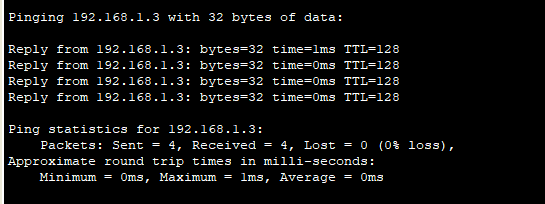 Pinging 192.168.1.3 with 32 bytes of data:
Reply from 192.168.1.3: bytes=32 time=1ms TTL=128
Reply from 192.168.1.3: bytes=32 time=0ms TTL=128
Reply from 192.168.1.3: bytes=32 time=0ms TTL=128
Reply from 192.168.1.3: bytes=32 time=0ms TTL=128
Ping statistics for 192.168.1.3:
Packets: Sent = 4, Received = 4, Lost = 0 (0% loss),
Approximate round trip times in milli-seconds:
Minimum = 0ms, Maximum = 1ms, Average = 0ms